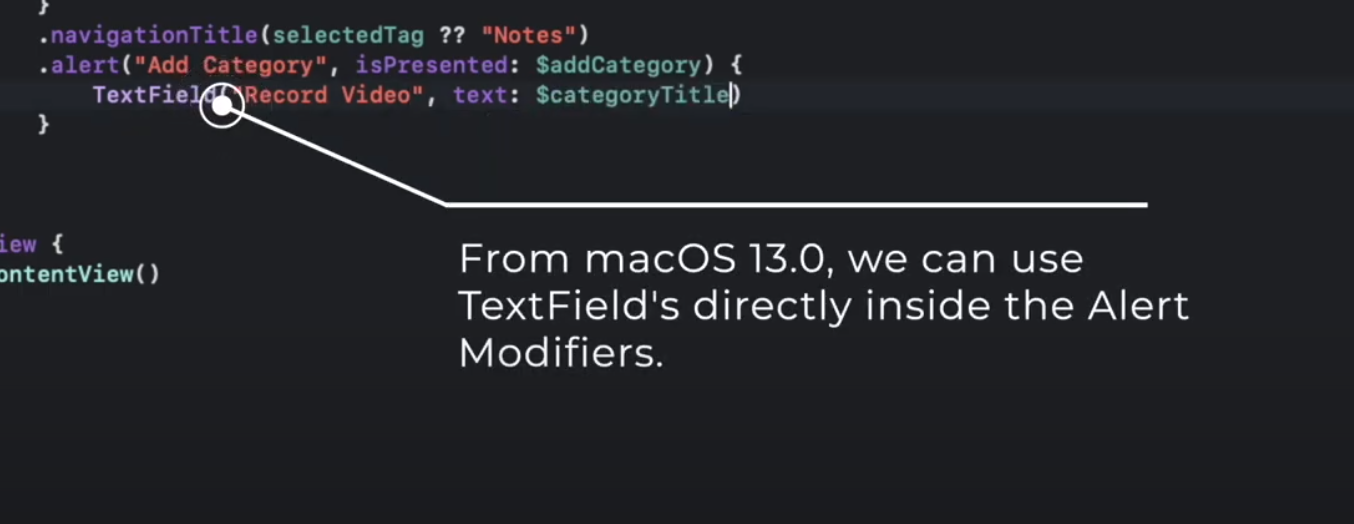 }
.navigationTitle(selectedTag ?? "Notes")
.alert("Add Category", isPresented: $addCategory) {
TextField("Record Video", text: $categoryTitle)
}
iew {
ontentView()
From macOS 13.0, we can use
TextField's directly inside the Alert
Modifiers.